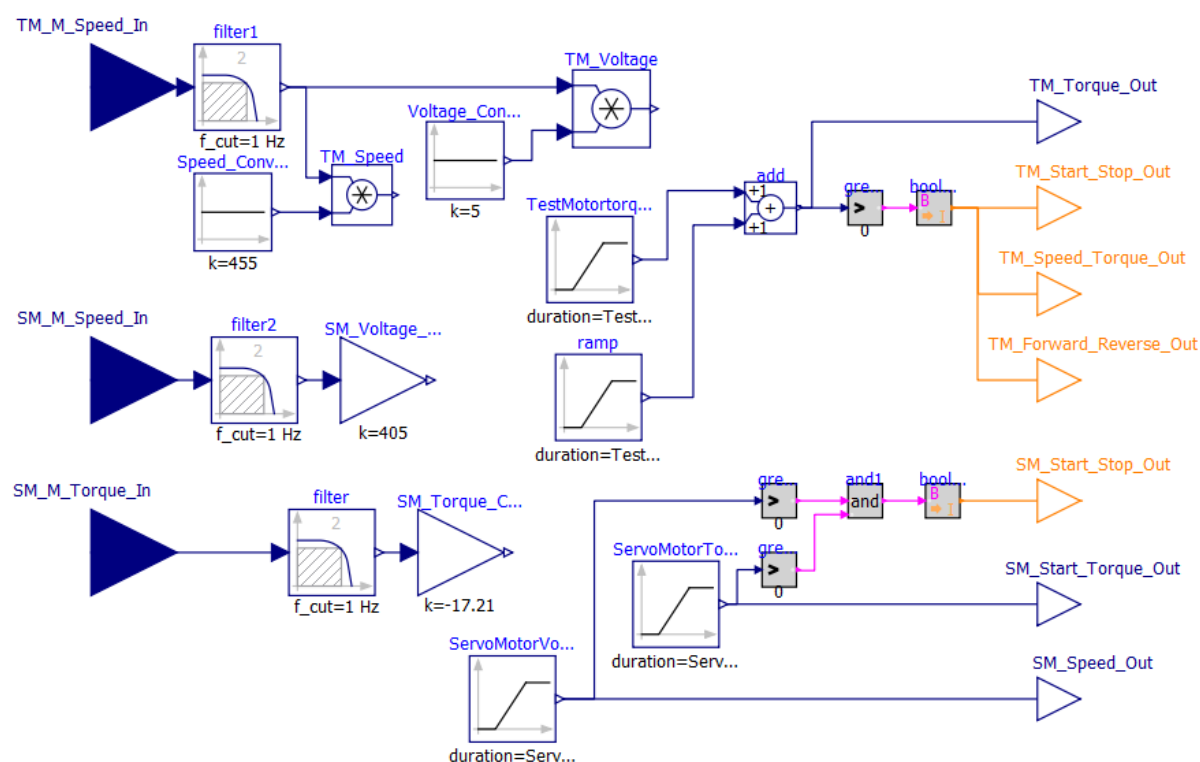 TM_M_Speed_In
filter1
2
f_cut=1 Hz
TM_Voltage
Voltage_Con...
k=5
Speed_Conv...
k=455
TM_Speed
TM_Torque_Out
add
+1
+
+1
gre...
>
0
bool...
B
I
TM_Start_Stop_Out
TestMotortorq...
duration=Test...
TM_Speed_Torque_Out
SM_M_Speed_In
filter2
2
f_cut=1 Hz
SM_Voltage_...
k=405
ramp
duration=Test...
TM_Forward_Reverse_Out
SM_M_Torque_In
filter
2
f_cut=1 Hz
SM_Torque_C...
k=-17.21
gre...
>
0
and1
and
bool...
B
I
SM_Start_Stop_Out
ServoMotorTo...
duration=Serv...
gre...
>
0
SM_Start_Torque_Out
ServoMotorVo...
duration=Serv...
SM_Speed_Out